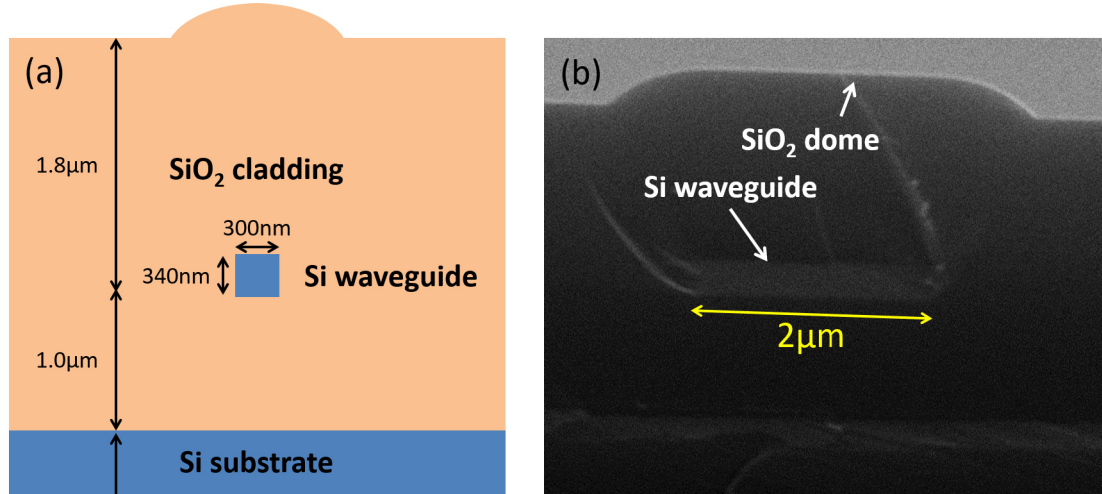 (a)
1.8μm
SiO₂ cladding
300nm
340nm
Si waveguide
1.0μm
Si substrate
(b)
SiO₂ dome
Si waveguide
2μm